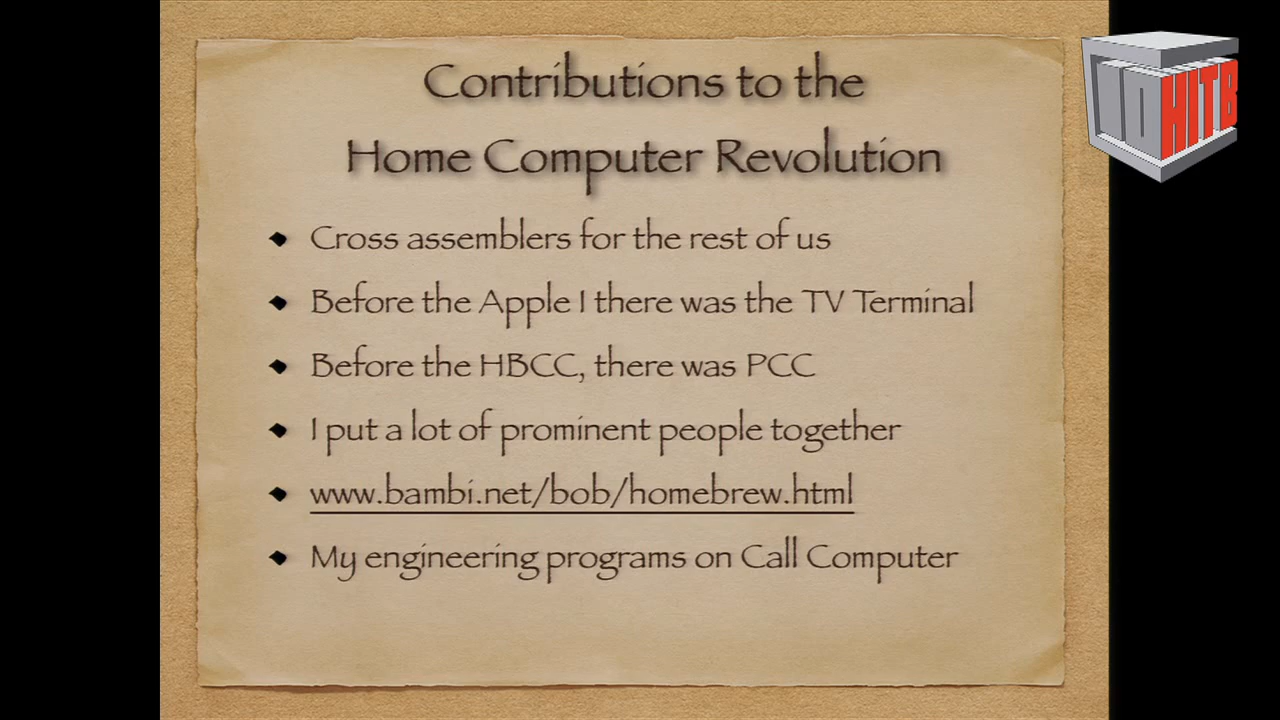 Contributions to the
Home Computer Revolution
Cross assemblers for the rest of us
Before the Apple I there was the TV Terminal
Before the HBCC, there was PCC
I put a lot of prominent people together
www.bambi.net/bob/homebrew.html
My engineering programs on Call Computer
10 HITB